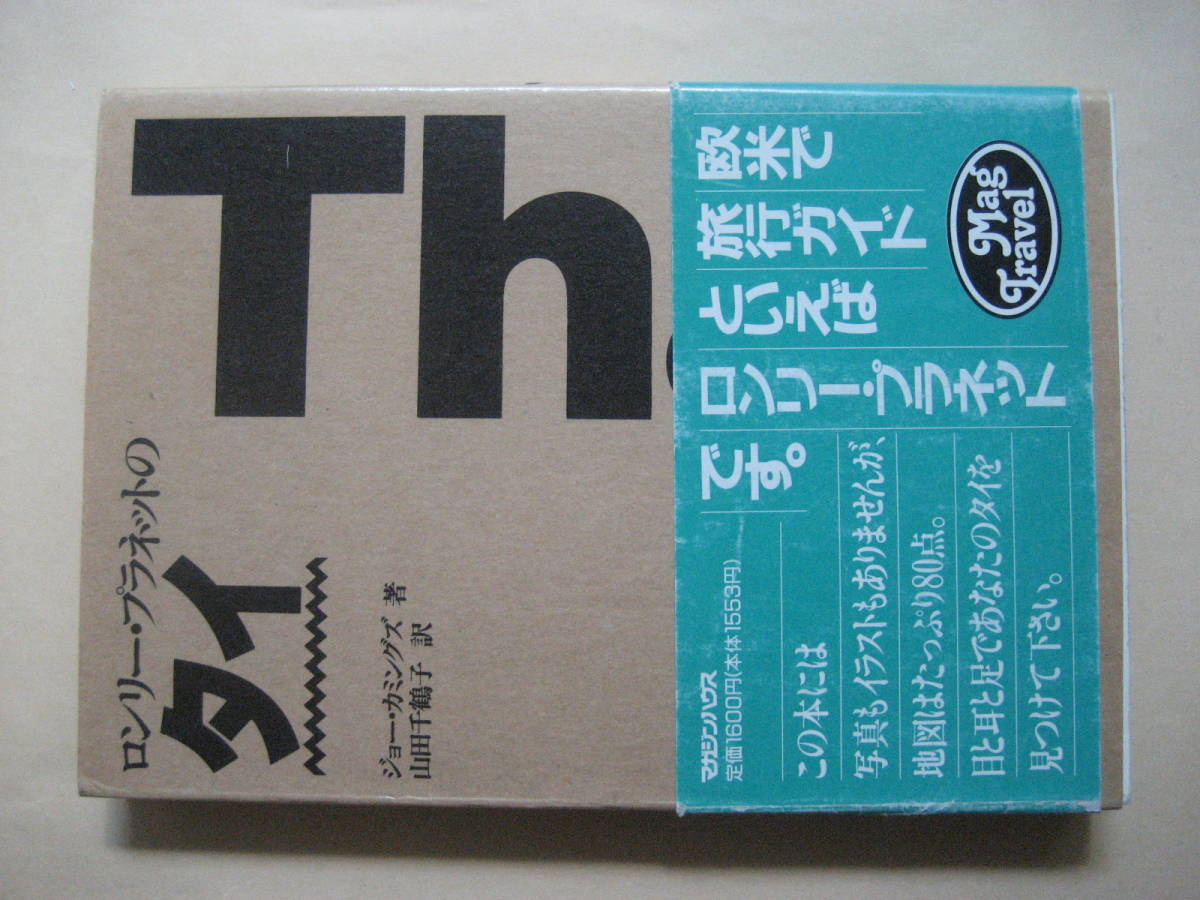 ロンリー・プラネットの
タイ
ジョー・カミングズ 著
山田千鶴子 訳
Th
欧米で
旅行ガイド
といえば
ロンリー・プラネット
です。
Mag
Travel
マガジンハウス
定価1600円(本体1553円)
この本には
写真もイラストもありませんが、
地図はたっぷり80点。
目と耳と足であなたのタイを
見つけて下さい。